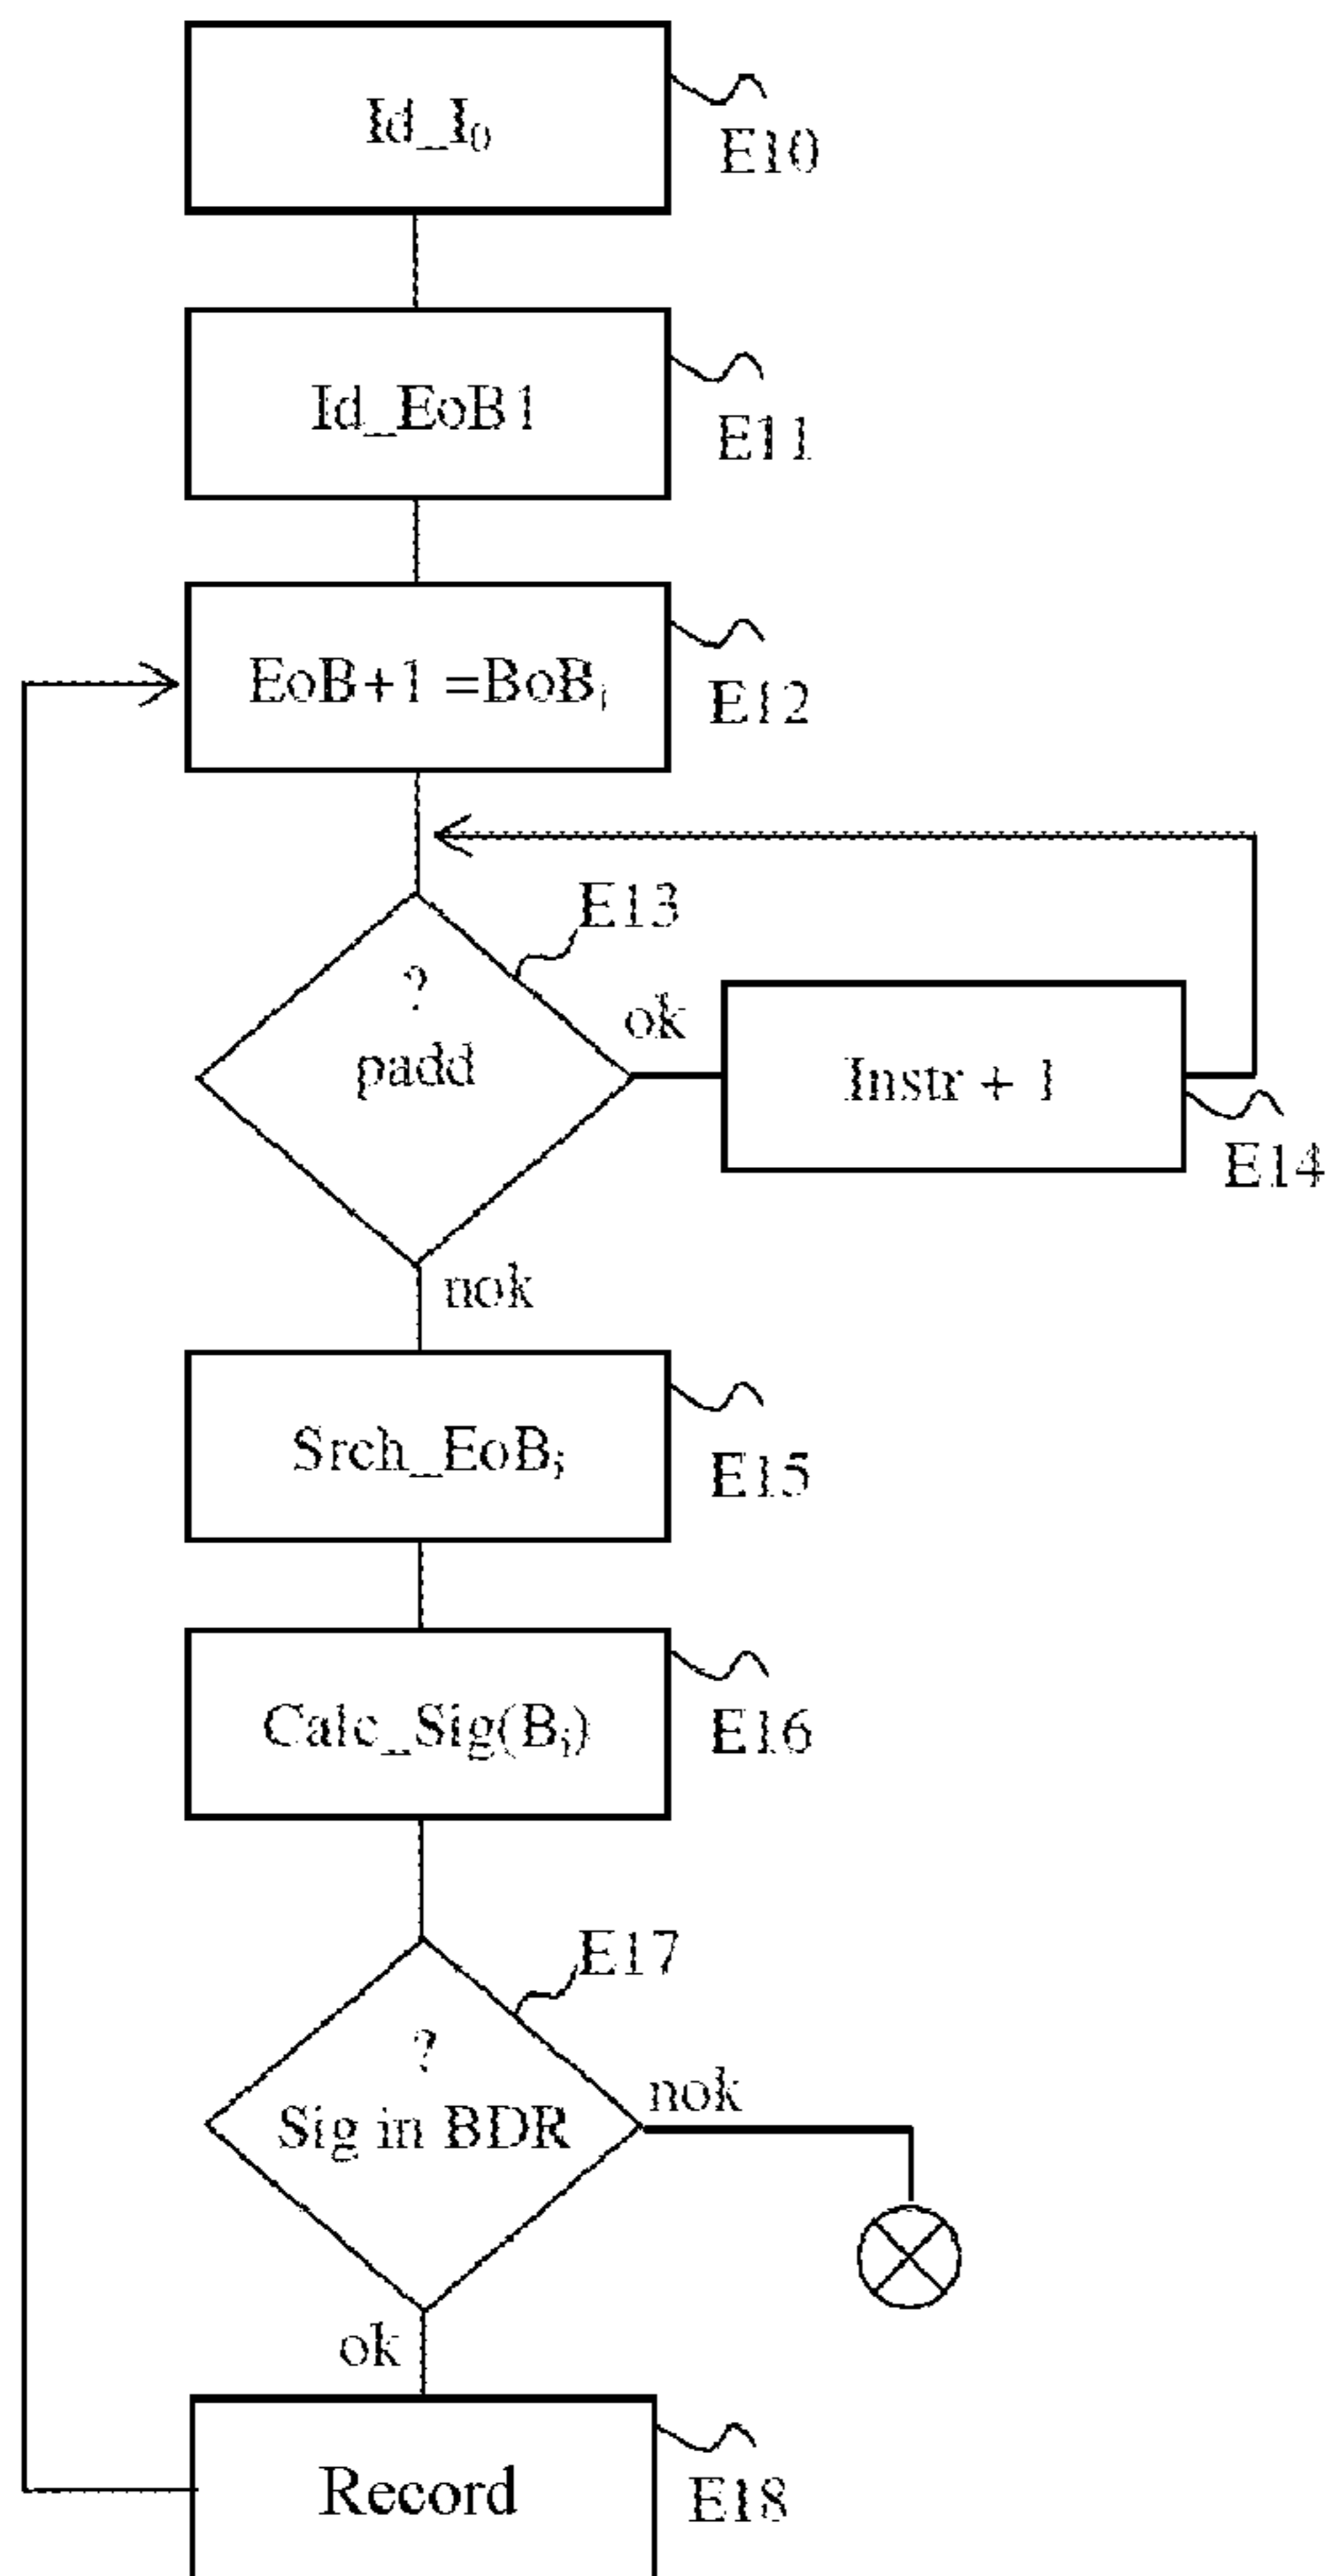 Id_I₀
E10
Id_EoB1
E11
EoB+1 =BoBᵢ
E12
E13
?
padd
ok
Instr + 1
E14
nok
Srch_EoBᵢ
E15
Calc_Sig(Bᵢ)
E16
E17
?
Sig in BDR
nok
ok
Record
E18